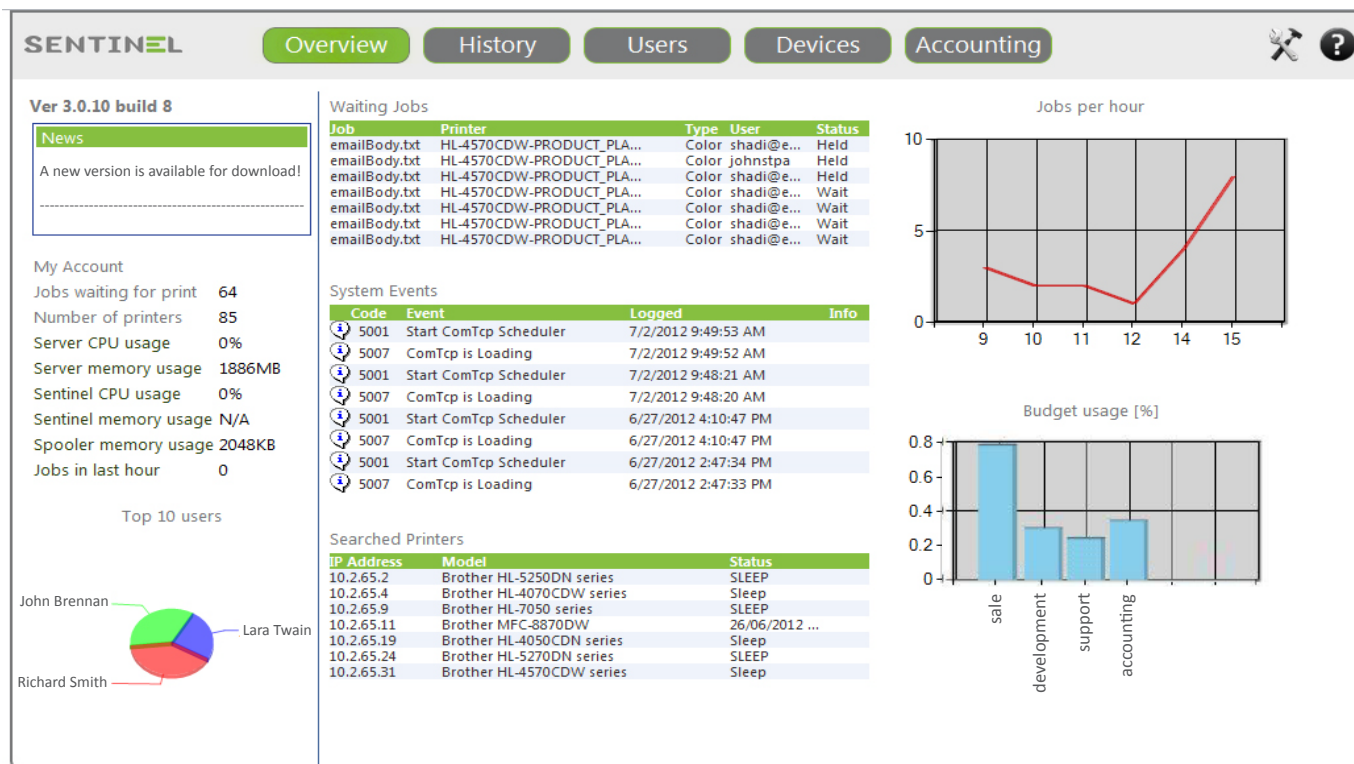 SENTINEL Overview History Users Devices Accounting
Ver 3.0.10 build 8
News
A new version is available for download!
My Account
Jobs waiting for print 64
Number of printers 85
Server CPU usage 0%
Server memory usage 1886MB
Sentinel CPU usage 0%
Sentinel memory usage N/A
Spooler memory usage 2048KB
Jobs in last hour 0
Top 10 users
John Brennan
Lara Twain
Richard Smith
Waiting Jobs
Job Printer Type User Status
emailBody.txt HL-4570CDW-PRODUCT_PLA... Color shadi@e... Held
emailBody.txt HL-4570CDW-PRODUCT_PLA... Color johnstpa Held
emailBody.txt HL-4570CDW-PRODUCT_PLA... Color shadi@e... Held
emailBody.txt HL-4570CDW-PRODUCT_PLA... Color shadi@e... Wait
emailBody.txt HL-4570CDW-PRODUCT_PLA... Color shadi@e... Wait
emailBody.txt HL-4570CDW-PRODUCT_PLA... Color shadi@e... Wait
emailBody.txt HL-4570CDW-PRODUCT_PLA... Color shadi@e... Wait
System Events
Code Event Logged Info
5001 Start ComTcp Scheduler 7/2/2012 9:49:53 AM
5007 ComTcp is Loading 7/2/2012 9:49:52 AM
5001 Start ComTcp Scheduler 7/2/2012 9:48:21 AM
5007 ComTcp is Loading 7/2/2012 9:48:20 AM
5001 Start ComTcp Scheduler 6/27/2012 4:10:47 PM
5007 ComTcp is Loading 6/27/2012 4:10:47 PM
5001 Start ComTcp Scheduler 6/27/2012 2:47:34 PM
5007 ComTcp is Loading 6/27/2012 2:47:33 PM
Searched Printers
IP Address Model Status
10.2.65.2 Brother HL-5250DN series SLEEP
10.2.65.4 Brother HL-4070CDW series Sleep
10.2.65.9 Brother HL-7050 series SLEEP
10.2.65.11 Brother MFC-8870DW 26/06/2012 ...
10.2.65.19 Brother HL-4050CDN series Sleep
10.2.65.24 Brother HL-5270DN series SLEEP
10.2.65.31 Brother HL-4570CDW series Sleep
Jobs per hour
10
5
0
9 10 11 12 14 15
Budget usage [%]
0.8
0.6
0.4
0.2
0
sale
development
support
accounting